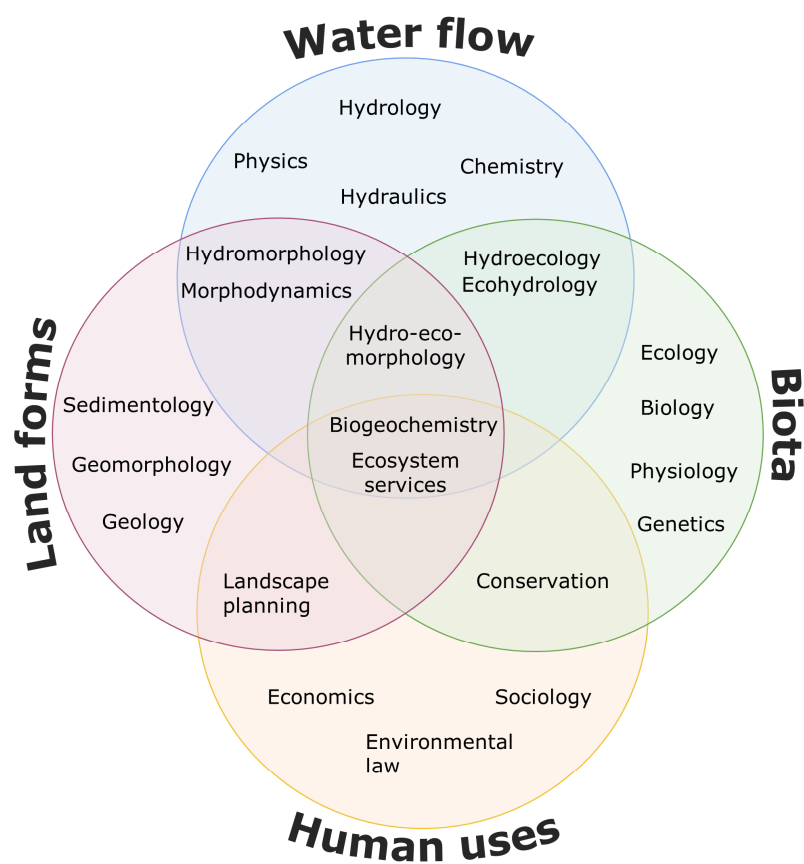 Water flow
Hydrology
Physics
Chemistry
Hydraulics
Hydromorphology
Morphodynamics
Hydroecology
Ecohydrology
Hydro-eco-
morphology
Land forms
Sedimentology
Geomorphology
Geology
Biota
Ecology
Biology
Physiology
Genetics
Biogeochemistry
Ecosystem
services
Landscape
planning
Conservation
Economics
Sociology
Environmental
law
Human uses